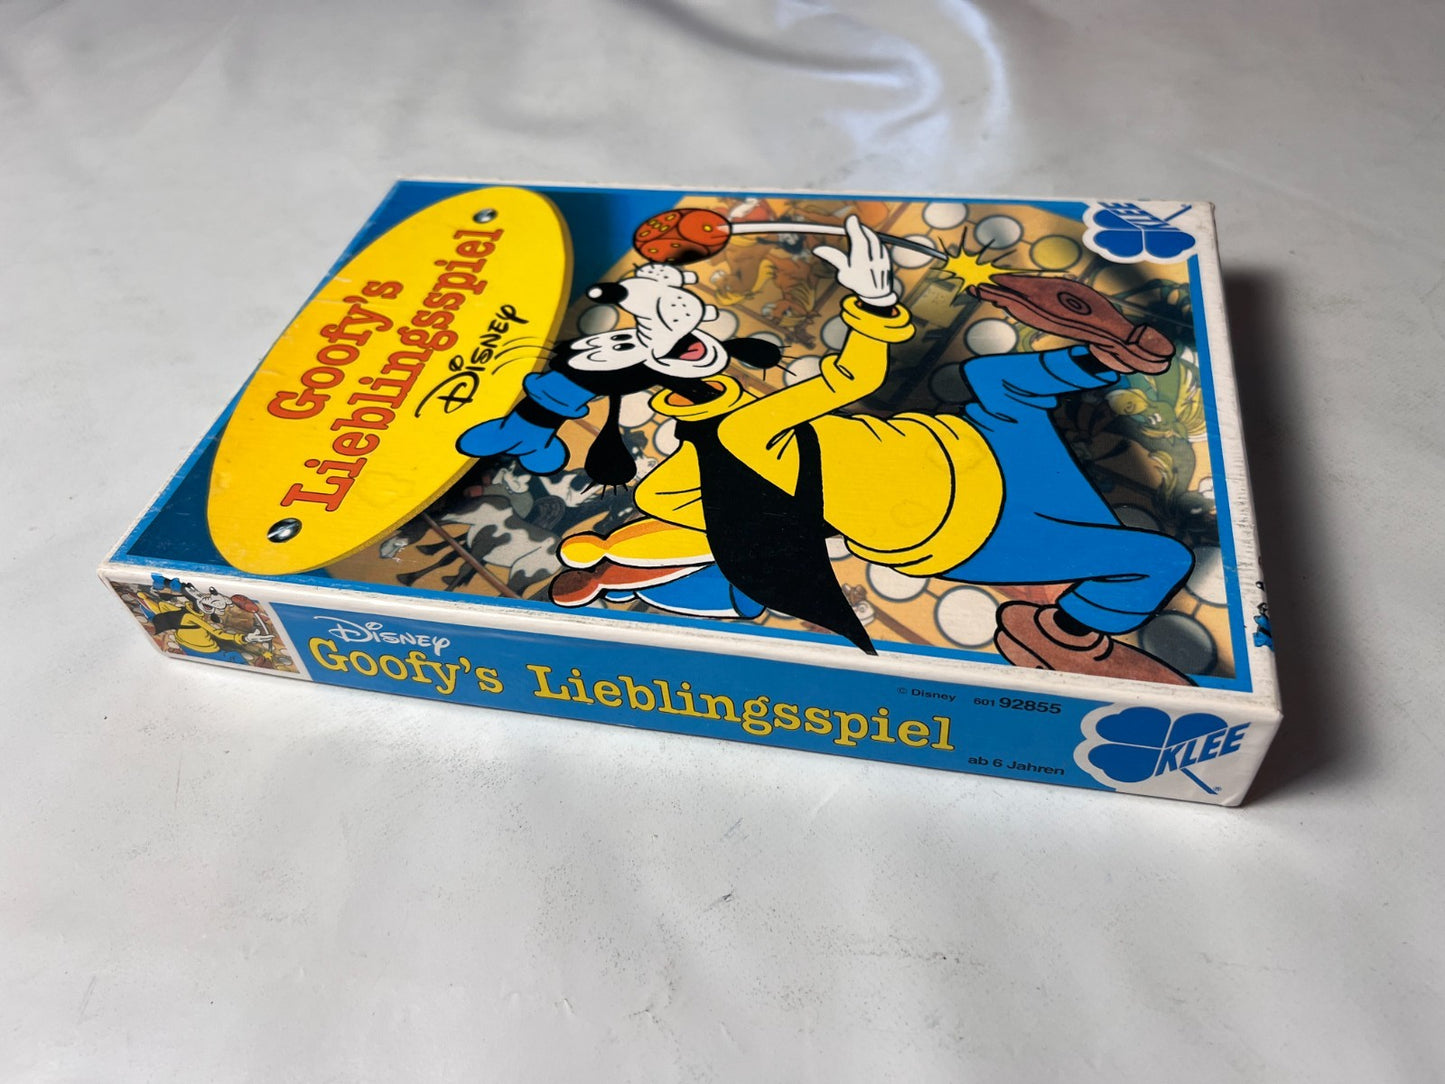 Goofy's
Lieblingsspiel
Disney
KLEE
Disney
Goofy's Lieblingsspiel
© Disney 601 92855
ab 6 Jahren
KLEE®